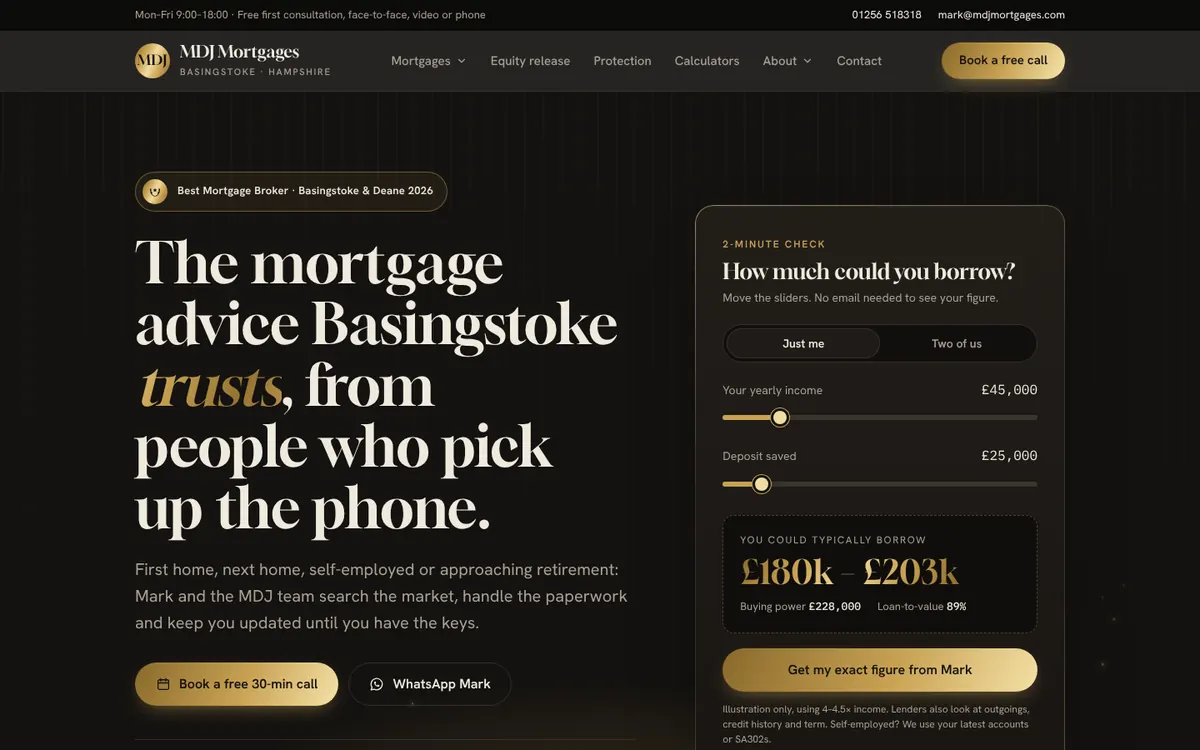 Mon-Fri 9:00-18:00 · Free first consultation, face-to-face, video or phone
01256 518318 mark@mdjmortgages.com
MDJ MDJ Mortgages
BASINGSTOKE · HAMPSHIRE
Mortgages Equity release Protection Calculators About Contact
Book a free call
Best Mortgage Broker · Basingstoke & Deane 2026
The mortgage
advice Basingstoke
trusts, from
people who pick
up the phone.
First home, next home, self-employed or approaching retirement:
Mark and the MDJ team search the market, handle the paperwork
and keep you updated until you have the keys.
Book a free 30-min call WhatsApp Mark
2-MINUTE CHECK
How much could you borrow?
Move the sliders. No email needed to see your figure.
Just me Two of us
Your yearly income £45,000
Deposit saved £25,000
YOU COULD TYPICALLY BORROW
£180k – £203k
Buying power £228,000 Loan-to-value 89%
Get my exact figure from Mark
Illustration only, using 4–4.5× income. Lenders also look at outgoings,
credit history and term. Self-employed? We use your latest accounts
or SA302s.